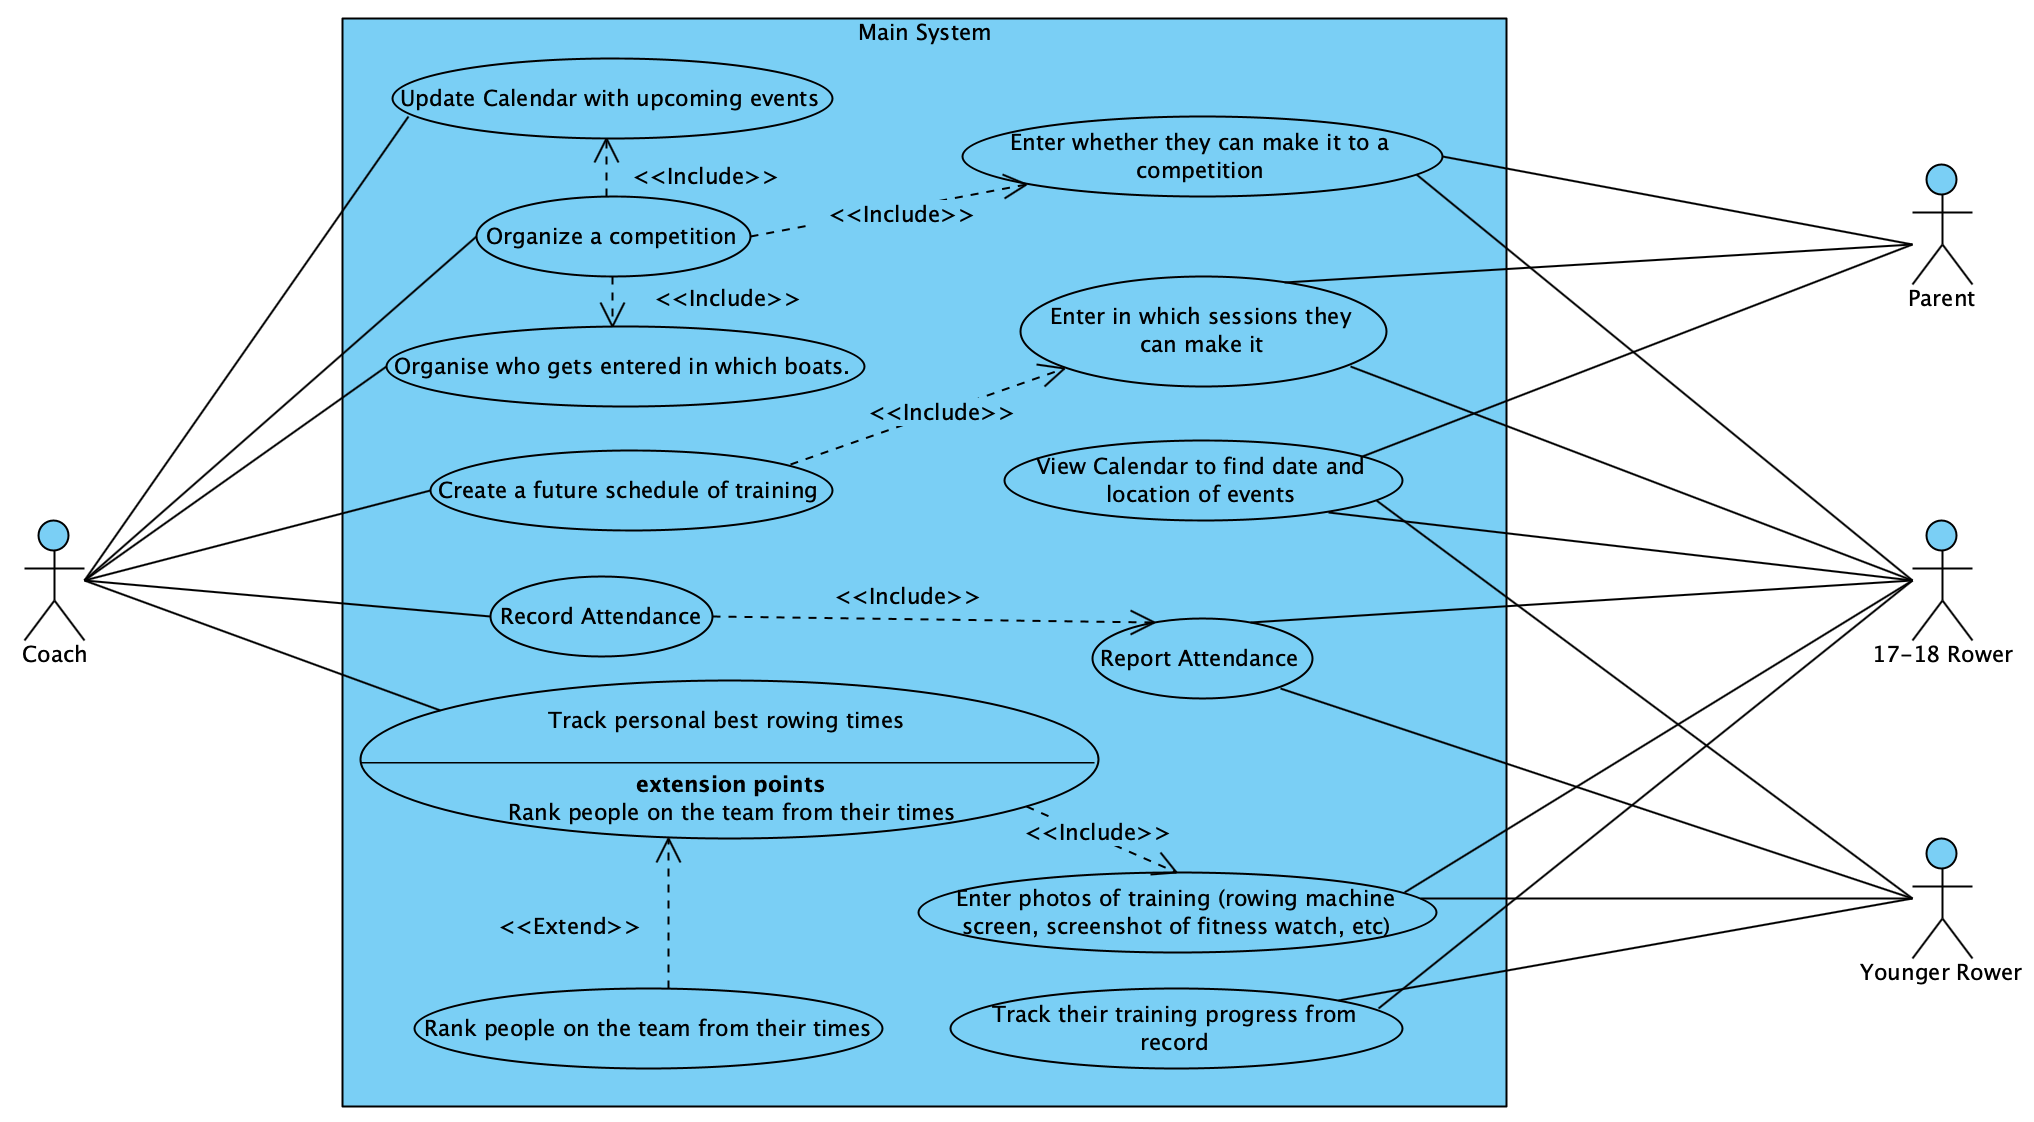 Main System
Update Calendar with upcoming events
<<Include>>
Enter whether they can make it to a
competition
Organize a competition
<<Include>>
<<Include>>
Parent
Organise who gets entered in which boats.
Enter in which sessions they
can make it
<<Include>>
Create a future schedule of training
View Calendar to find date and
location of events
Coach
Record Attendance
<<Include>>
Report Attendance
17-18 Rower
Track personal best rowing times
extension points
Rank people on the team from their times
<<Include>>
<<Extend>>
Enter photos of training (rowing machine
screen, screenshot of fitness watch, etc)
Younger Rower
Rank people on the team from their times
Track their training progress from
record